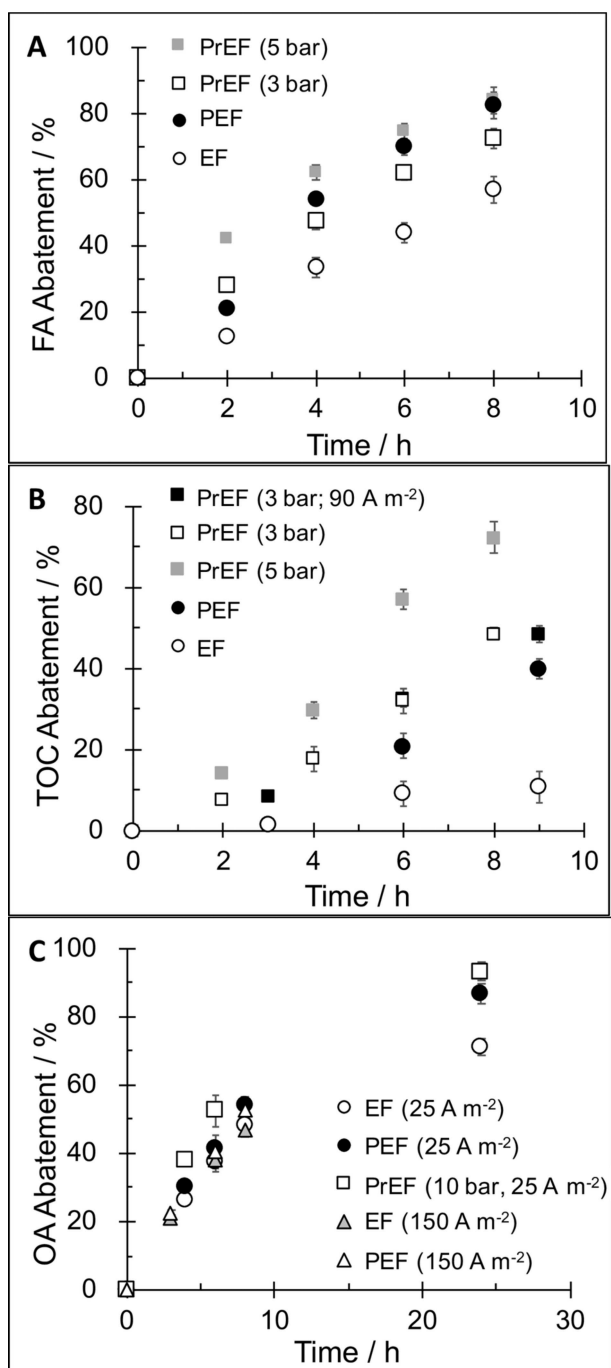 A
100
80
60
40
20
0
PrEF (5 bar)
PrEF (3 bar)
PEF
EF
FA Abatement / %
0 2 4 6 8 10
Time / h
B
80
60
40
20
0
PrEF (3 bar; 90 A m⁻²)
PrEF (3 bar)
PrEF (5 bar)
PEF
EF
TOC Abatement / %
0 2 4 6 8 10
Time / h
C
100
80
60
40
20
0
EF (25 A m⁻²)
PEF (25 A m⁻²)
PrEF (10 bar, 25 A m⁻²)
EF (150 A m⁻²)
PEF (150 A m⁻²)
OA Abatement / %
0 10 20 30
Time / h